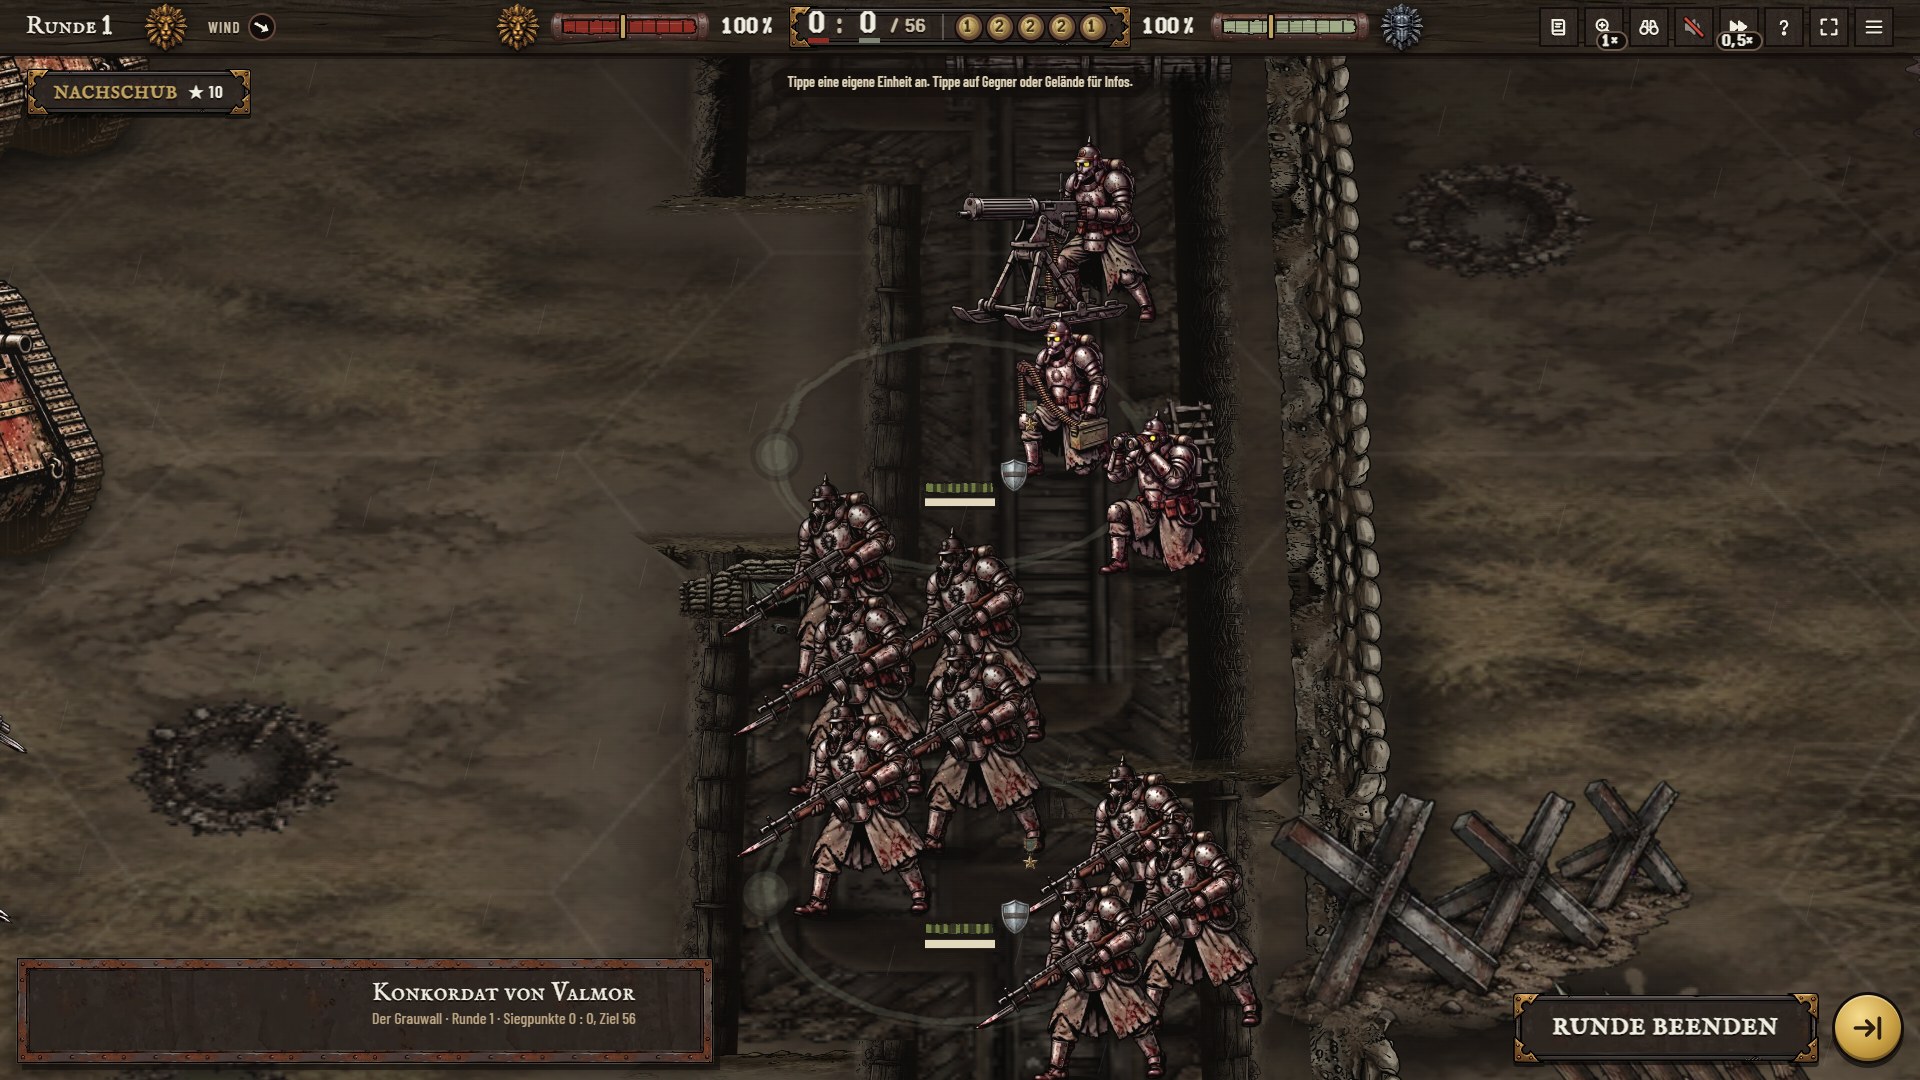 Runde 1
WIND
100 %
0 : 0 / 56
1 2 2 2 1
100 %
1×
0,5×
?
NACHSCHUB ★ 10
Tippe eine eigene Einheit an. Tippe auf Gegner oder Gelände für Infos.
Konkordat von Valmor
Der Grauwall · Runde 1 · Siegpunkte 0 : 0, Ziel 56
RUNDE BEENDEN